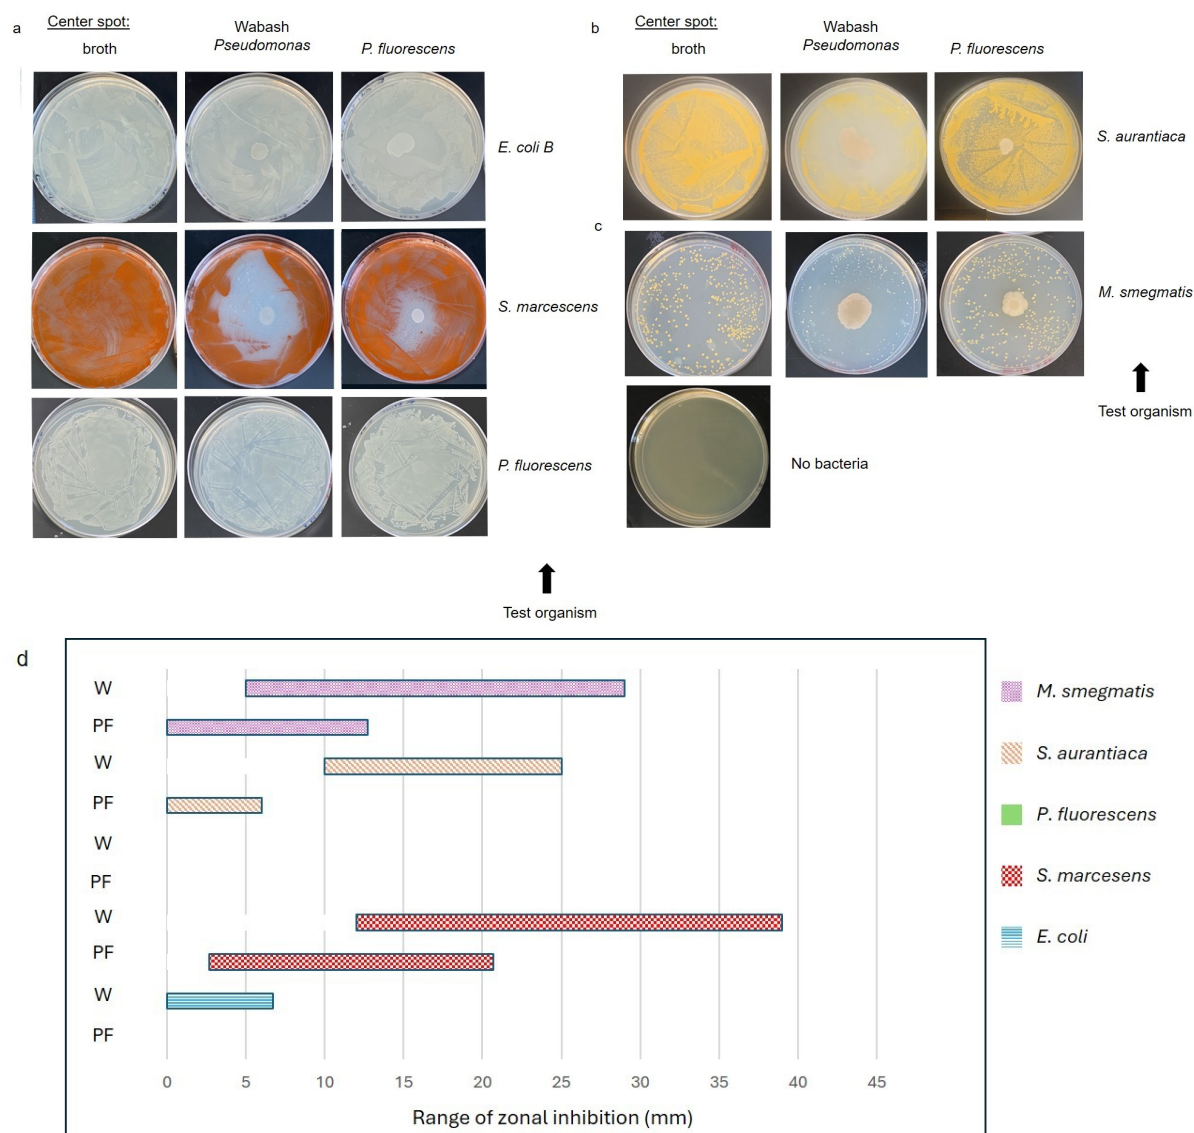 a
Center spot:
broth
Wabash
Pseudomonas
P. fluorescens
E. coli B
S. marcescens
P. fluorescens
Test organism
b
Center spot:
broth
Wabash
Pseudomonas
P. fluorescens
S. aurantiaca
c
M. smegmatis
Test organism
No bacteria
d
W
PF
W
PF
W
PF
W
PF
W
PF
0 5 10 15 20 25 30 35 40 45
Range of zonal inhibition (mm)
M. smegmatis
S. aurantiaca
P. fluorescens
S. marcesens
E. coli